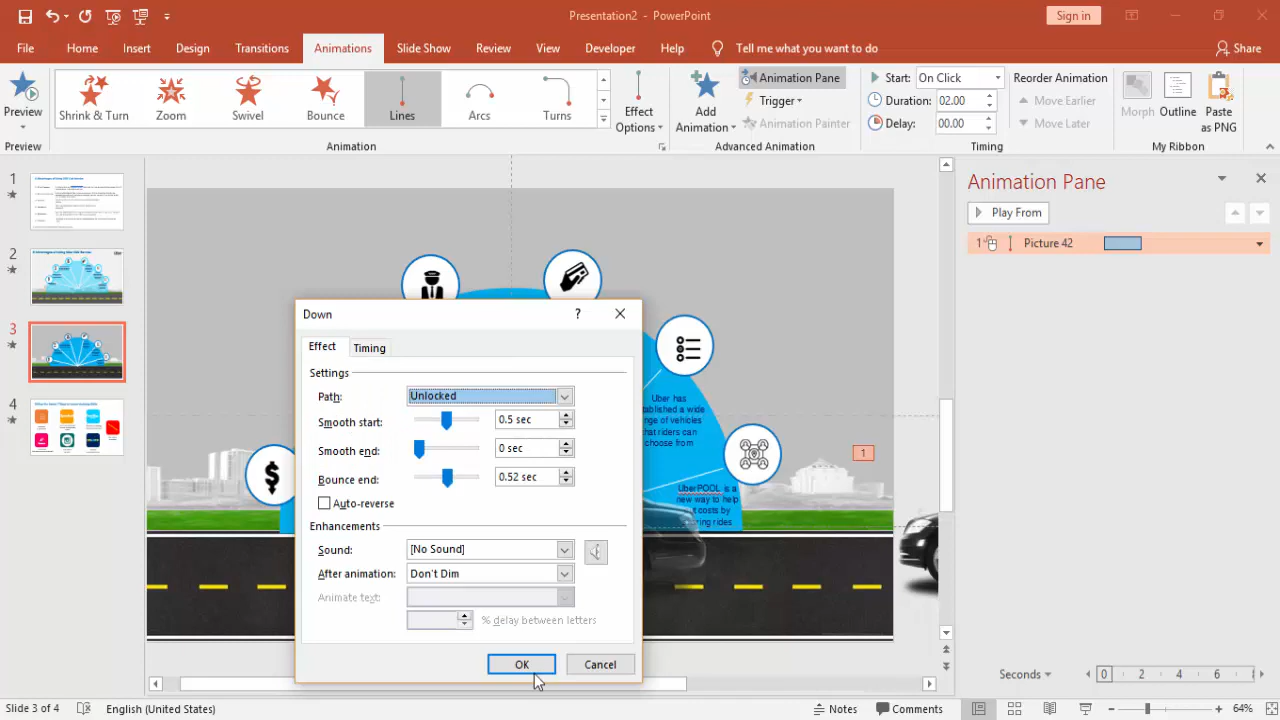 Presentation2 - PowerPoint
Sign in
File Home Insert Design Transitions Animations Slide Show Review View Developer Help Tell me what you want to do Share
Preview
Shrink & Turn Zoom Swivel Bounce Lines Arcs Turns
Effect Options
Add Animation
Animation Pane
Trigger
Animation Painter
Start: On Click
Duration: 02.00
Delay: 00.00
Reorder Animation
Move Earlier
Move Later
Morph Outline Paste as PNG
Preview Animation Advanced Animation Timing My Ribbon
1
2
3
4
Down
?
Effect Timing
Settings
Path: Unlocked
Smooth start: 0.5 sec
Smooth end: 0 sec
Bounce end: 0.52 sec
Auto-reverse
Enhancements
Sound: [No Sound]
After animation: Don't Dim
Animate text:
% delay between letters
OK Cancel
$
Uber has
tablished a wide
nge of vehicles
that riders can
choose from
UberPOOL is a
new way to help
ut costs by
ring rides
1
Animation Pane
Play From
1 Picture 42
Seconds 0 2 4 6
Slide 3 of 4 English (United States) Notes Comments 64%